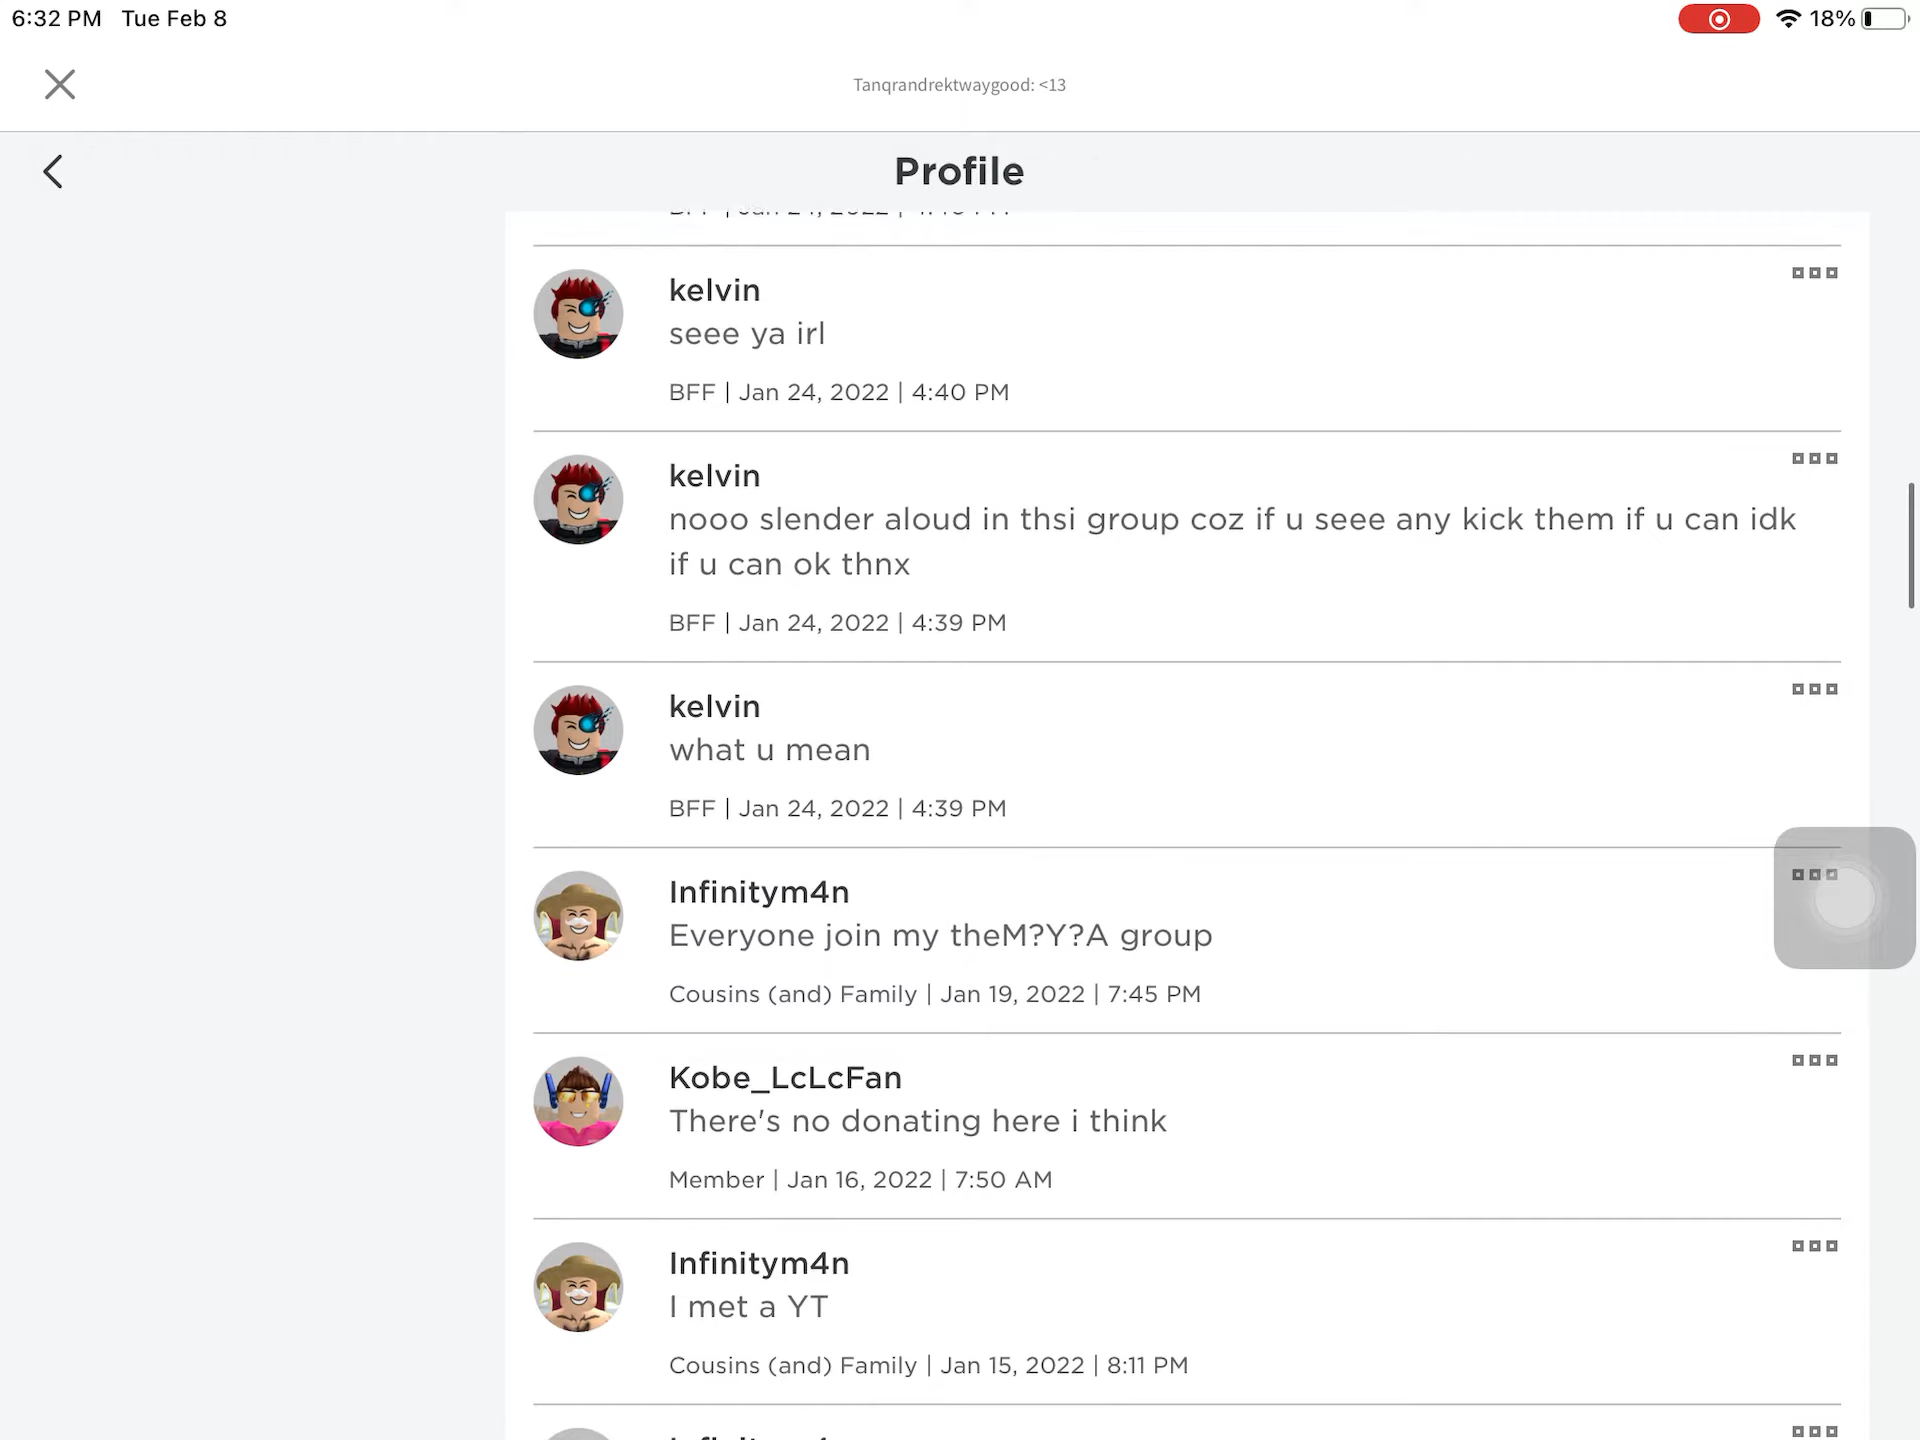 6:32 PM Tue Feb 8
18%
Tanqrandrektwaygood: <13
Profile
kelvin
seee ya irl
BFF | Jan 24, 2022 | 4:40 PM
kelvin
nooo slender aloud in thsi group coz if u seee any kick them if u can idk
if u can ok thnx
BFF | Jan 24, 2022 | 4:39 PM
kelvin
what u mean
BFF | Jan 24, 2022 | 4:39 PM
Infinitym4n
Everyone join my theM?Y?A group
Cousins (and) Family | Jan 19, 2022 | 7:45 PM
Kobe_LcLcFan
There's no donating here i think
Member | Jan 16, 2022 | 7:50 AM
Infinitym4n
I met a YT
Cousins (and) Family | Jan 15, 2022 | 8:11 PM